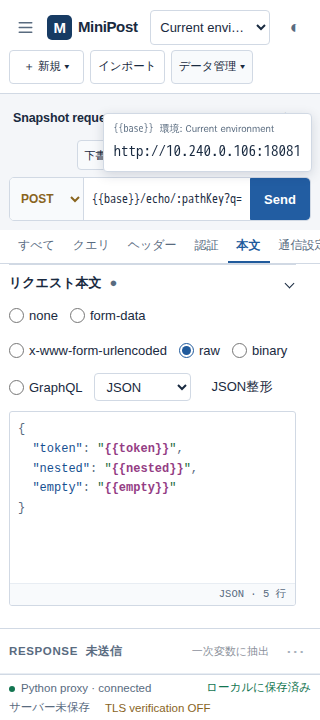 M MiniPost Current envi…
＋ 新規 ▾ インポート データ管理 ▾
Snapshot reque
{{base}} 環境: Current environment
http://10.240.0.106:18081
下書
POST {{base}}/echo/:pathKey?q= Send
すべて クエリ ヘッダー 認証 本文 通信設定
リクエスト本文
none form-data
x-www-form-urlencoded raw binary
GraphQL JSON JSON整形
{
"token": "{{token}}",
"nested": "{{nested}}",
"empty": "{{empty}}"
}
JSON · 5 行
RESPONSE 未送信 一次変数に抽出 ···
Python proxy · connected ローカルに保存済み
サーバー未保存 TLS verification OFF